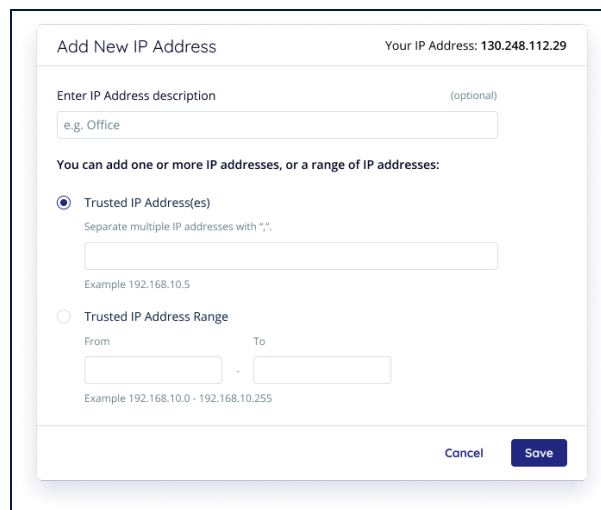 Add New IP Address Your IP Address: 130.248.112.29
Enter IP Address description (optional)
e.g. Office
You can add one or more IP addresses, or a range of IP addresses:
Trusted IP Address(es)
Separate multiple IP addresses with “,”.
Example 192.168.10.5
Trusted IP Address Range
From To
-
Example 192.168.10.0 - 192.168.10.255
Cancel Save